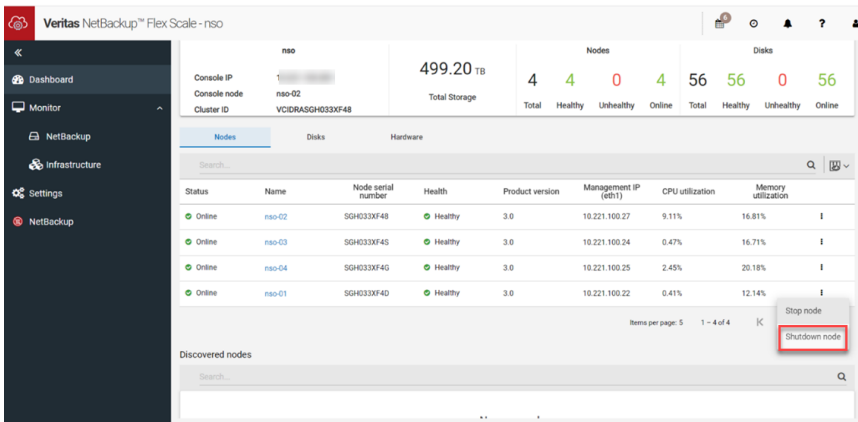 Veritas NetBackup™ Flex Scale - nso
6
?
«
Dashboard
Monitor
NetBackup
Infrastructure
Settings
NetBackup
nso
Console IP
Console node nso-02
Cluster ID VCIDRASGH033XF48
499.20 TB
Total Storage
Nodes
4 4 0 4
Total Healthy Unhealthy Online
Disks
56 56 0 56
Total Healthy Unhealthy Online
Nodes Disks Hardware
Search...
Status Name Node serial number Health Product version Management IP (eth1) CPU utilization Memory utilization
Online nso-02 SGH033XF48 Healthy 3.0 10.221.100.27 9.11% 16.81%
Online nso-03 SGH033XF4S Healthy 3.0 10.221.100.24 0.47% 16.71%
Online nso-04 SGH033XF4G Healthy 3.0 10.221.100.25 2.45% 20.18%
Online nso-01 SGH033XF4D Healthy 3.0 10.221.100.22 0.41% 12.14%
Stop node
Shutdown node
Items per page: 5 1 – 4 of 4
Discovered nodes
Search...